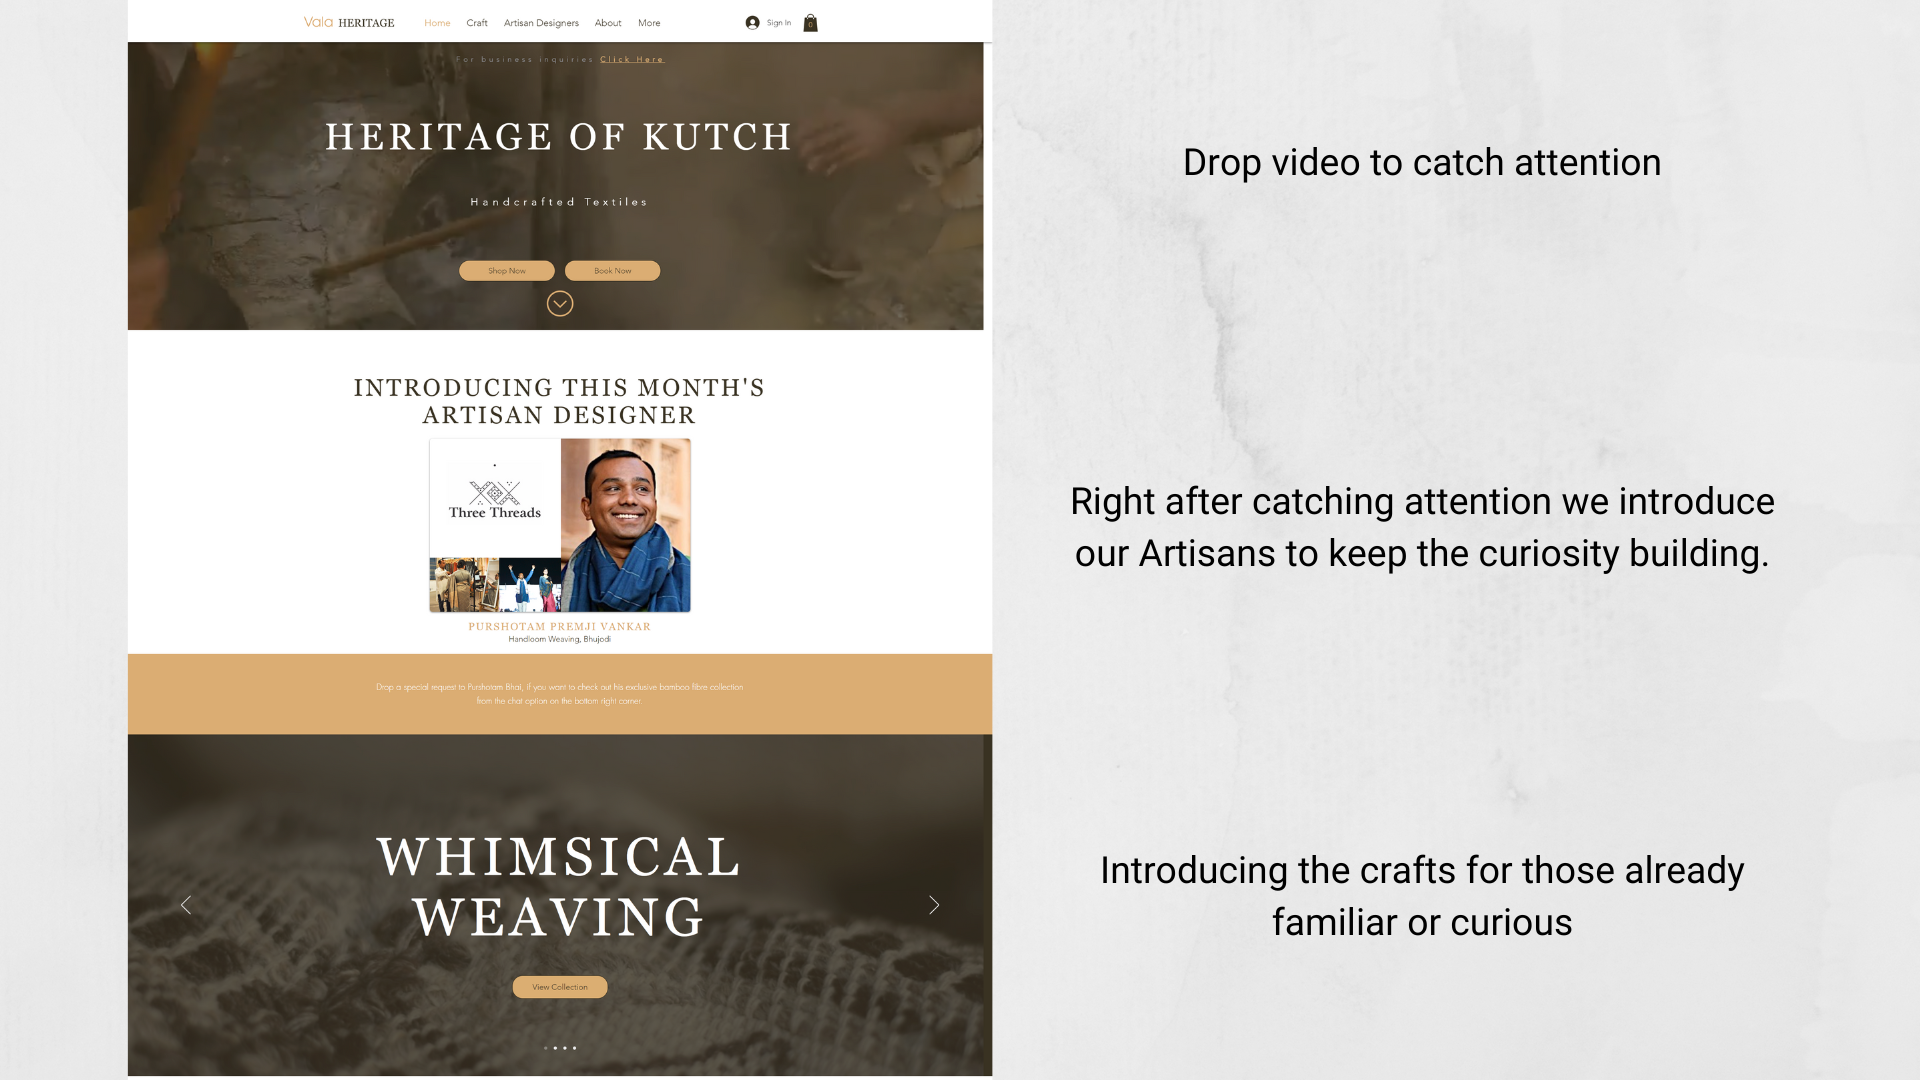 Vala HERITAGE
Home Craft Artisan Designers About More
Sign In
0
For business inquiries Click Here
HERITAGE OF KUTCH
Handcrafted Textiles
Shop Now
Book Now
INTRODUCING THIS MONTH'S
ARTISAN DESIGNER
Three Threads
PURSHOTAM PREMJI VANKAR
Handloom Weaving, Bhujodi
Drop a special request to Purshotam Bhai, if you want to check out his exclusive bamboo fibre collection
from the chat option on the bottom right corner.
WHIMSICAL
WEAVING
View Collection
Drop video to catch attention
Right after catching attention we introduce
our Artisans to keep the curiosity building.
Introducing the crafts for those already
familiar or curious